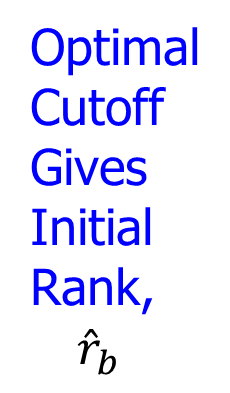 Optimal
Cutoff
Gives
Initial
Rank,
r̂_b